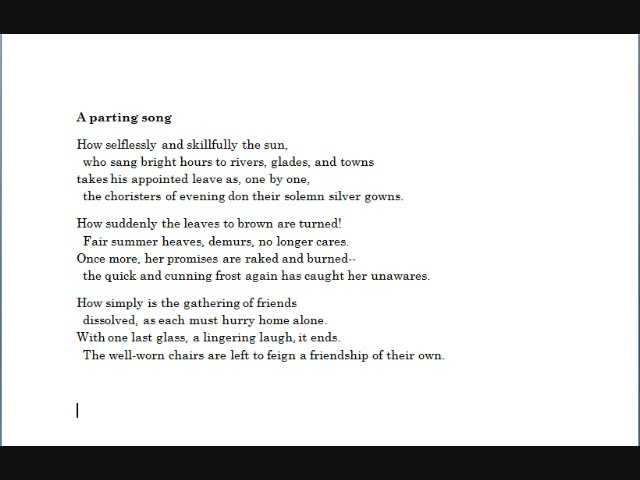 A parting song
How selflessly and skillfully the sun,
who sang bright hours to rivers, glades, and towns
takes his appointed leave as, one by one,
the choristers of evening don their solemn silver gowns.
How suddenly the leaves to brown are turned!
Fair summer heaves, demurs, no longer cares.
Once more, her promises are raked and burned--
the quick and cunning frost again has caught her unawares.
How simply is the gathering of friends
dissolved, as each must hurry home alone.
With one last glass, a lingering laugh, it ends.
The well-worn chairs are left to feign a friendship of their own.